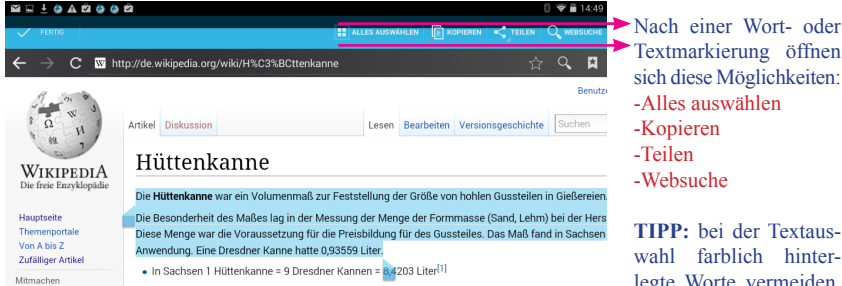 14:49
FERTIG
ALLES AUSWÄHLEN KOPIEREN TEILEN WEBSUCHE
http://de.wikipedia.org/wiki/H%C3%BCttenkanne
Benutze
Artikel Diskussion Lesen Bearbeiten Versionsgeschichte Suchen
WIKIPEDIA
Die freie Enzyklopädie
Hauptseite
Themenportale
Von A bis Z
Zufälliger Artikel
Mitmachen
Hüttenkanne
Die Hüttenkanne war ein Volumenmaß zur Feststellung der Größe von hohlen Gussteilen in Gießereien.
Die Besonderheit des Maßes lag in der Messung der Menge der Formmasse (Sand, Lehm) bei der Hers
Diese Menge war die Voraussetzung für die Preisbildung für des Gussteiles. Das Maß fand in Sachsen
Anwendung. Eine Dresdner Kanne hatte 0,93559 Liter.
• In Sachsen 1 Hüttenkanne = 9 Dresdner Kannen = 8,4203 Liter[1]
Nach einer Wort- oder
Textmarkierung öffnen
sich diese Möglichkeiten:
-Alles auswählen
-Kopieren
-Teilen
-Websuche
TIPP: bei der Textaus-
wahl farblich hinter-
legte Worte vermeiden,